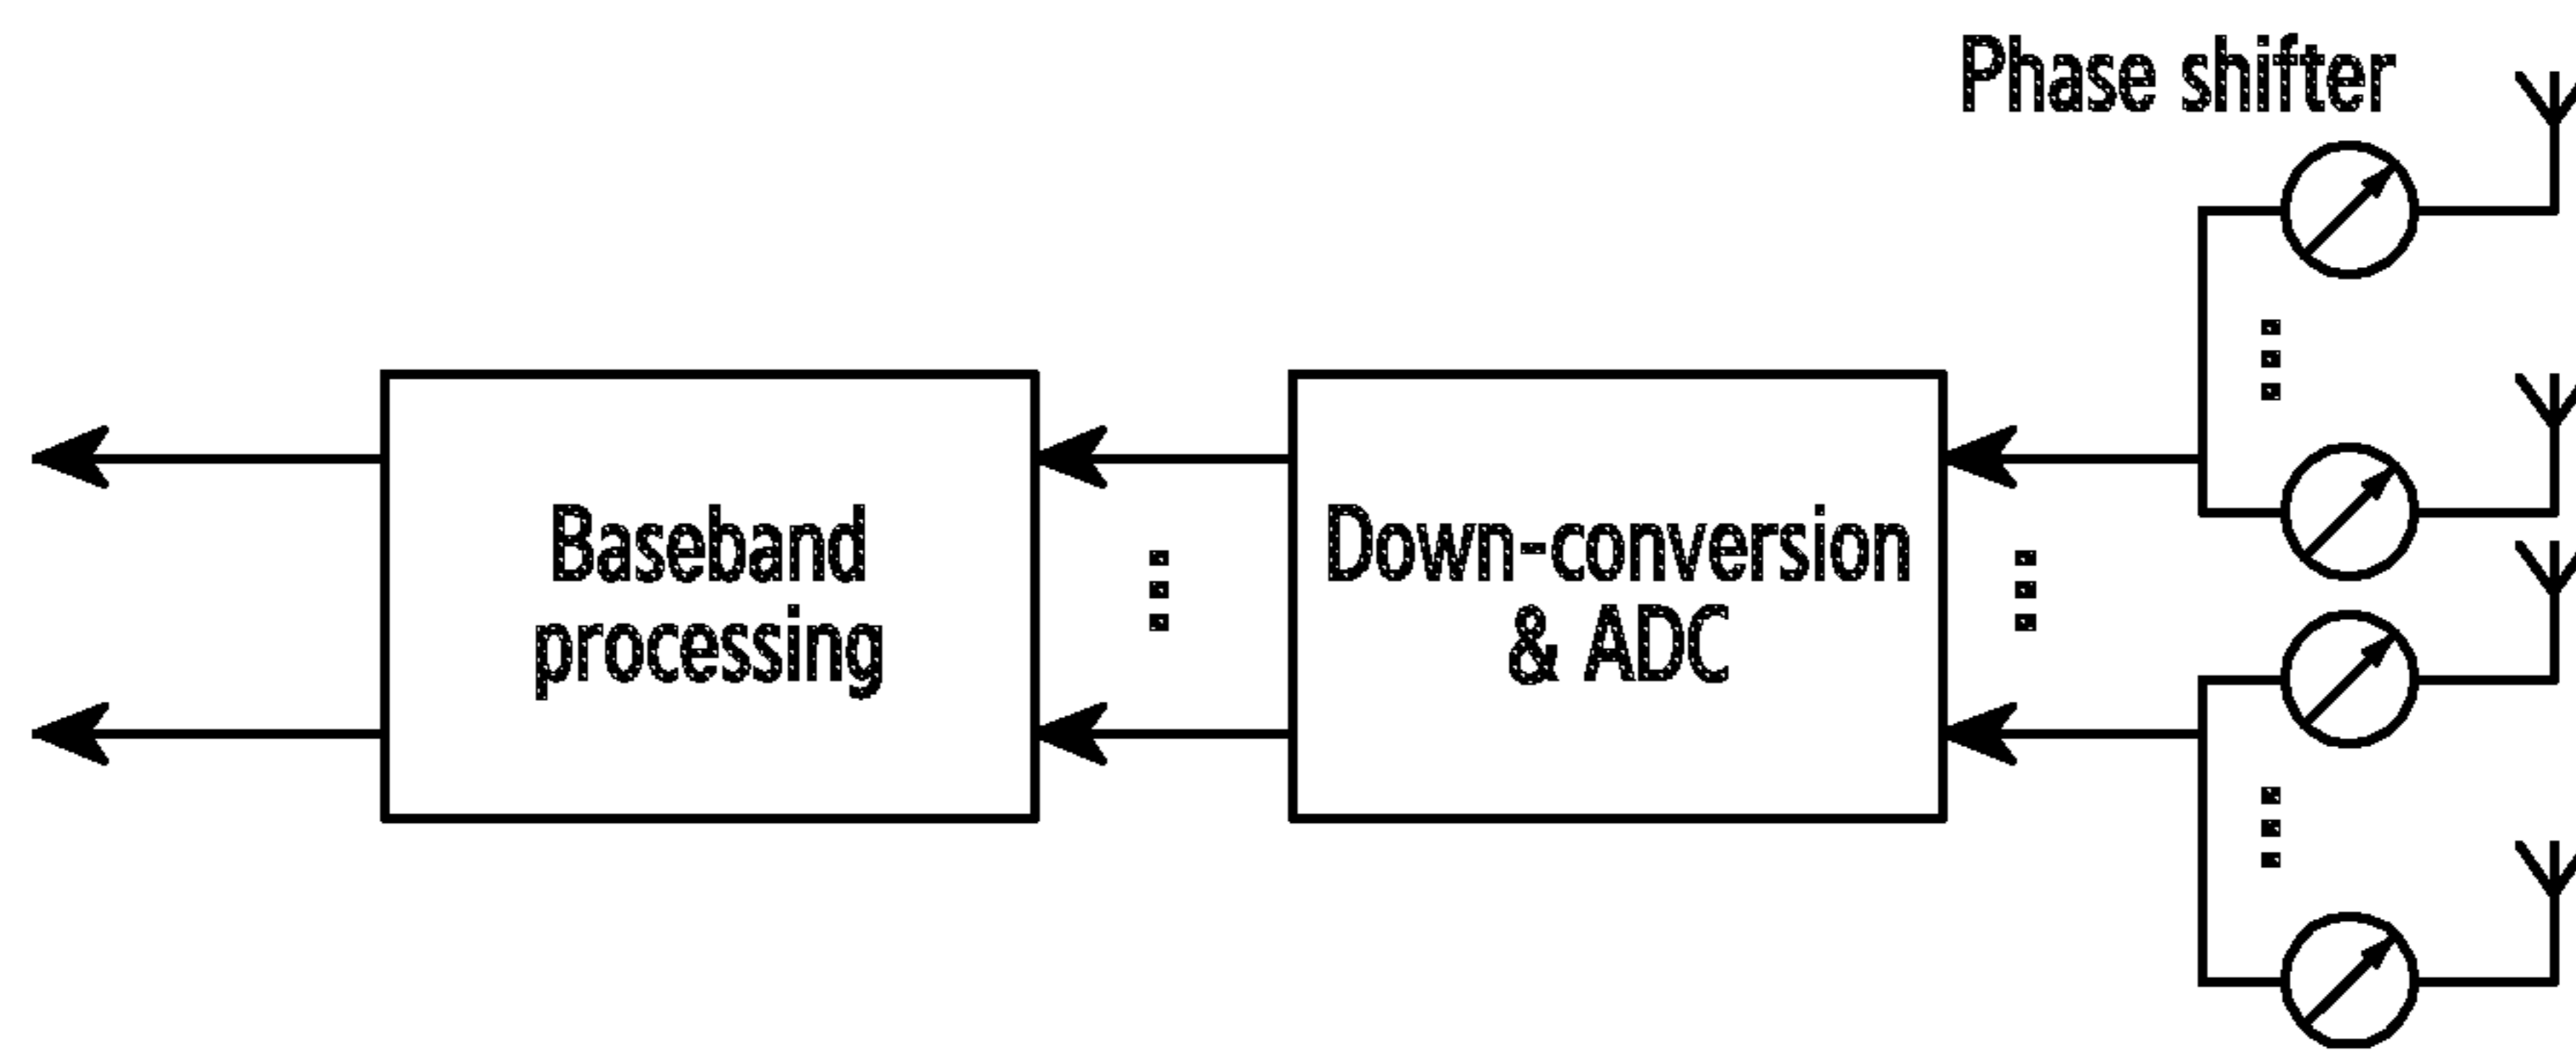 Phase shifter
Baseband
processing
Down-conversion
& ADC